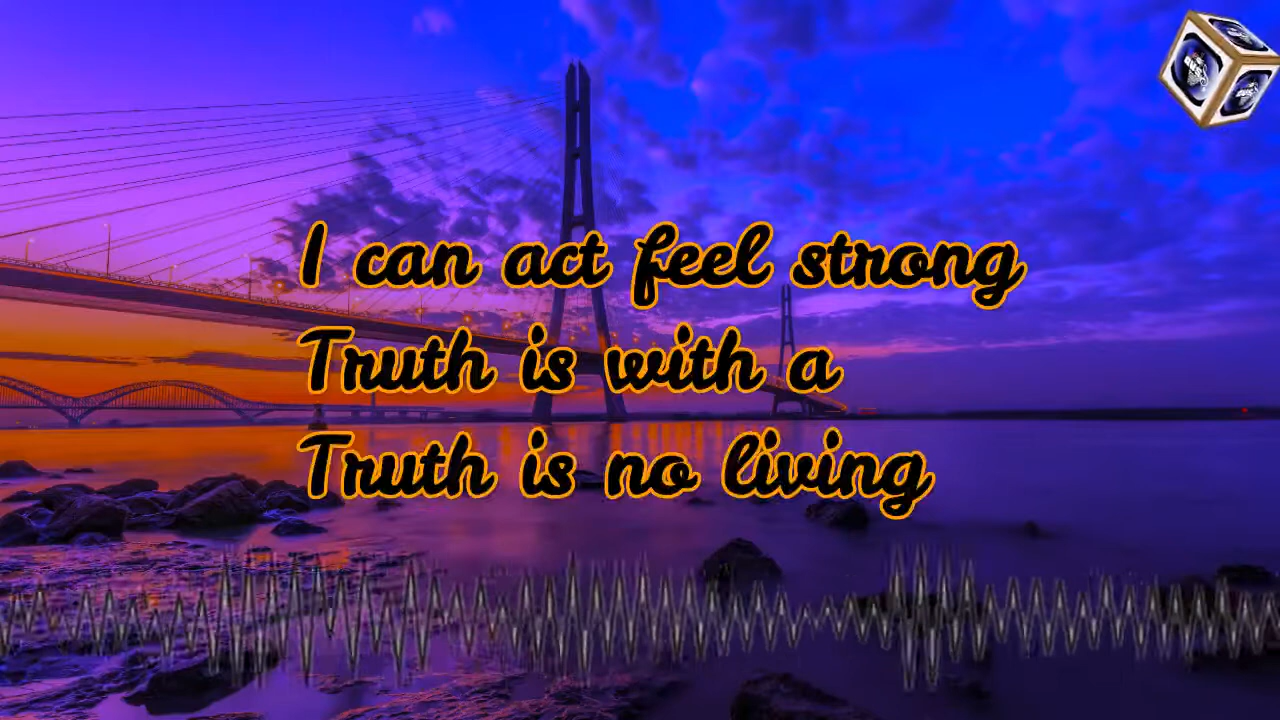 I can act feel strong
Truth is with a
Truth is no living